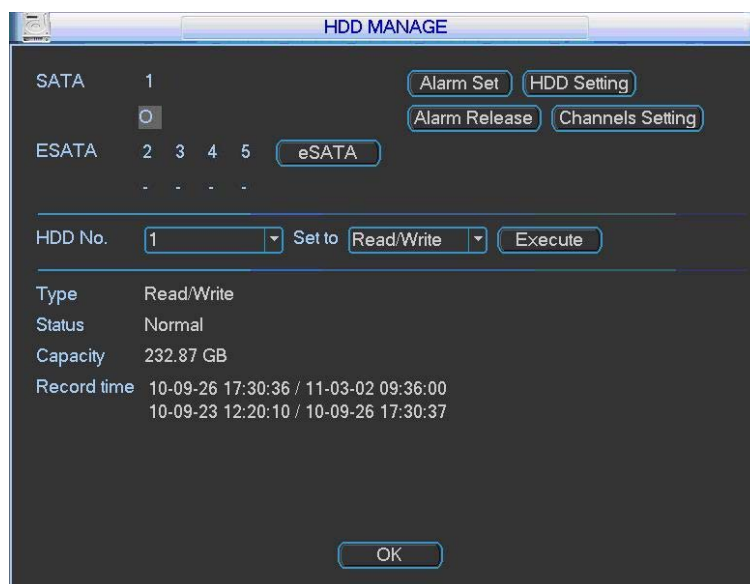 HDD MANAGE
SATA 1 Alarm Set HDD Setting
O Alarm Release Channels Setting
ESATA 2 3 4 5 eSATA
- - - -
HDD No. 1 Set to Read/Write Execute
Type Read/Write
Status Normal
Capacity 232.87 GB
Record time 10-09-26 17:30:36 / 11-03-02 09:36:00
10-09-23 12:20:10 / 10-09-26 17:30:37
OK